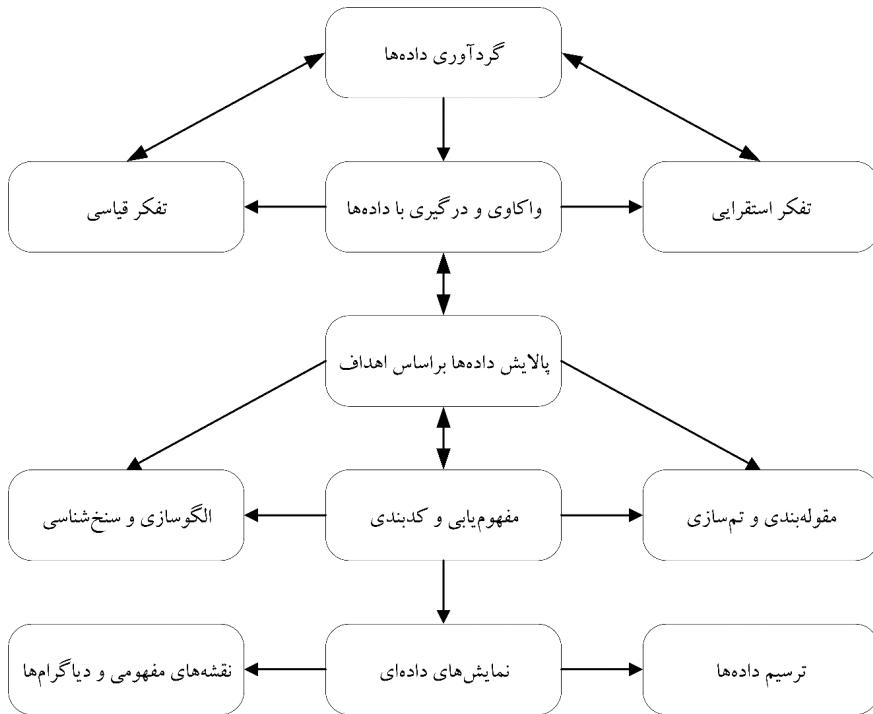 گردآوری داده‌ها
تفکر استقرایی
واکاوی و درگیری با داده‌ها
تفکر قیاسی
پالایش داده‌ها براساس اهداف
مقوله‌بندی و تم‌سازی
مفهوم‌یابی و کدبندی
الگوسازی و سنخ‌شناسی
ترسیم داده‌ها
نمایش‌های داده‌ای
نقشه‌های مفهومی و دیاگرام‌ها